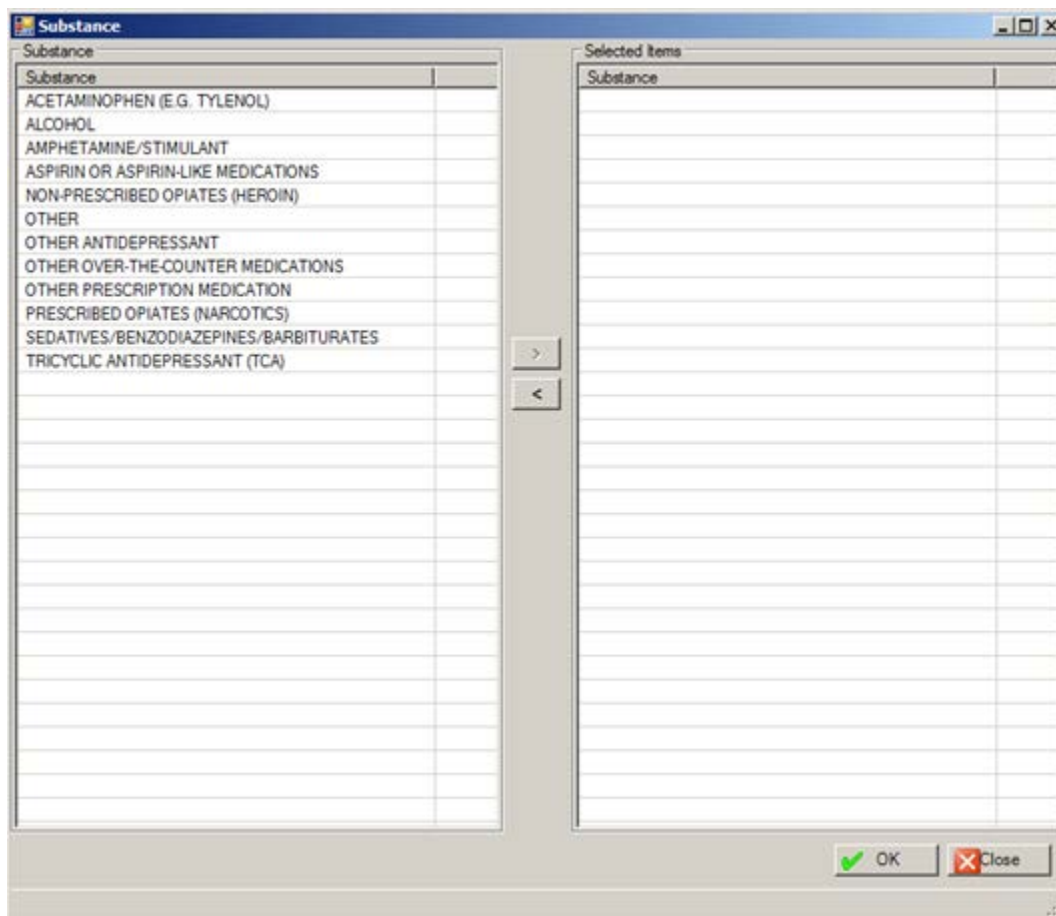 Substance
Substance
Substance
ACETAMINOPHEN (E.G. TYLENOL)
ALCOHOL
AMPHETAMINE/STIMULANT
ASPIRIN OR ASPIRIN-LIKE MEDICATIONS
NON-PRESCRIBED OPIATES (HEROIN)
OTHER
OTHER ANTIDEPRESSANT
OTHER OVER-THE-COUNTER MEDICATIONS
OTHER PRESCRIPTION MEDICATION
PRESCRIBED OPIATES (NARCOTICS)
SEDATIVES/BENZODIAZEPINES/BARBITURATES
TRICYCLIC ANTIDEPRESSANT (TCA)
>
<
Selected Items
Substance
OK
Close